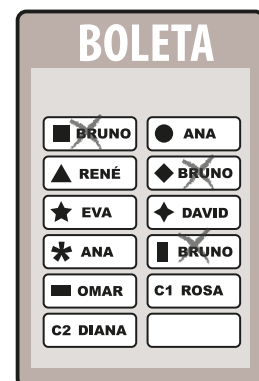 BOLETA
BRUNO
ANA
RENÉ
BRUNO
EVA
DAVID
ANA
BRUNO
OMAR
C1 ROSA
C2 DIANA